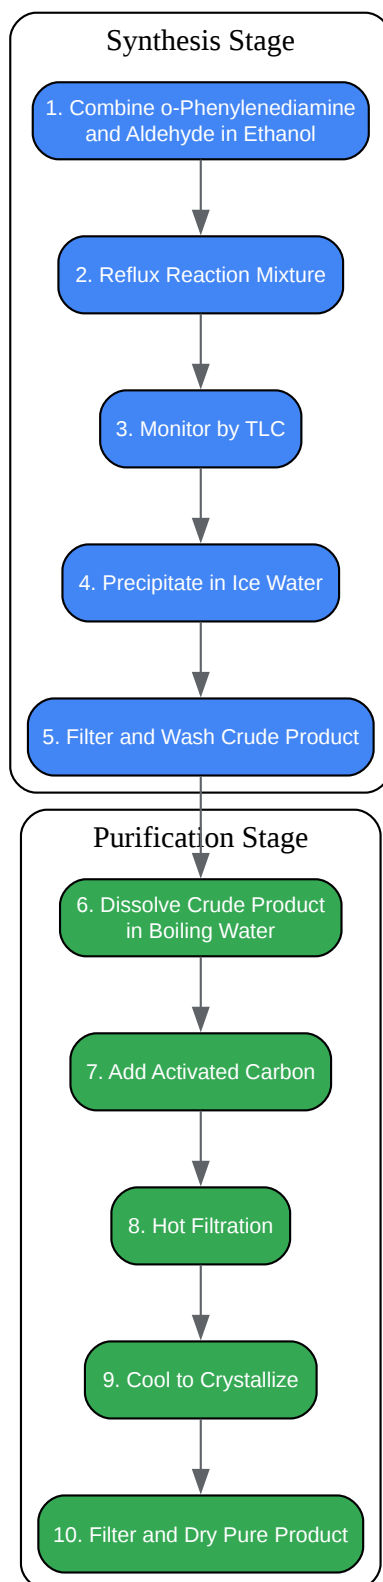 Synthesis Stage
1. Combine o-Phenylenediamine
and Aldehyde in Ethanol
2. Reflux Reaction Mixture
3. Monitor by TLC
4. Precipitate in Ice Water
5. Filter and Wash Crude Product
Purification Stage
6. Dissolve Crude Product
in Boiling Water
7. Add Activated Carbon
8. Hot Filtration
9. Cool to Crystallize
10. Filter and Dry Pure Product